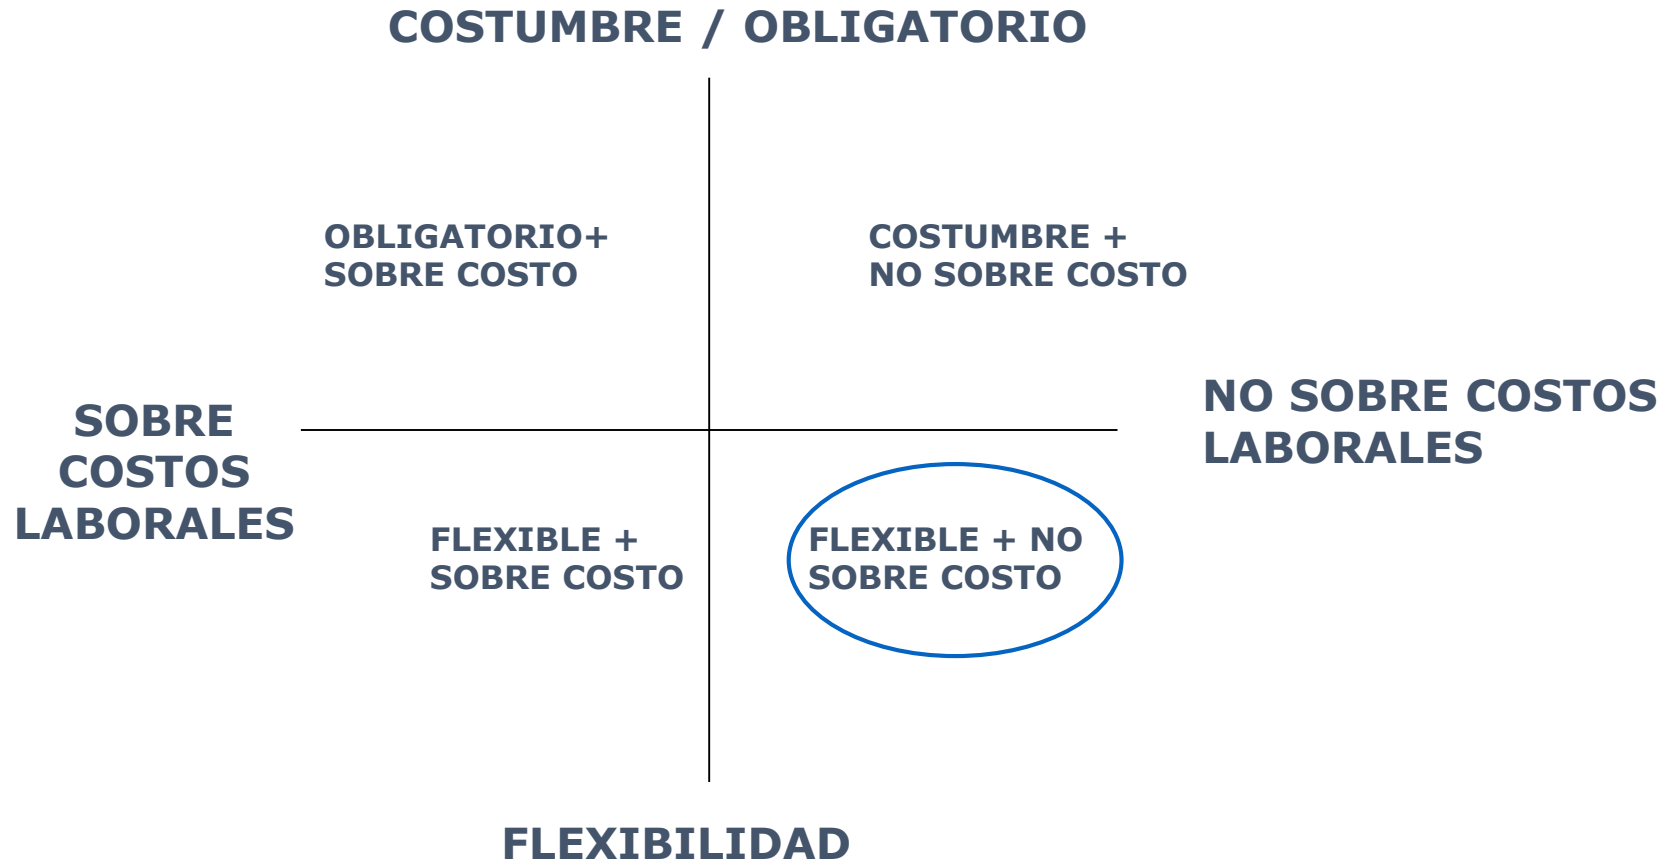 COSTUMBRE / OBLIGATORIO
OBLIGATORIO+
SOBRE COSTO
COSTUMBRE +
NO SOBRE COSTO
SOBRE
COSTOS
LABORALES
NO SOBRE COSTOS
LABORALES
FLEXIBLE +
SOBRE COSTO
FLEXIBLE + NO
SOBRE COSTO
FLEXIBILIDAD